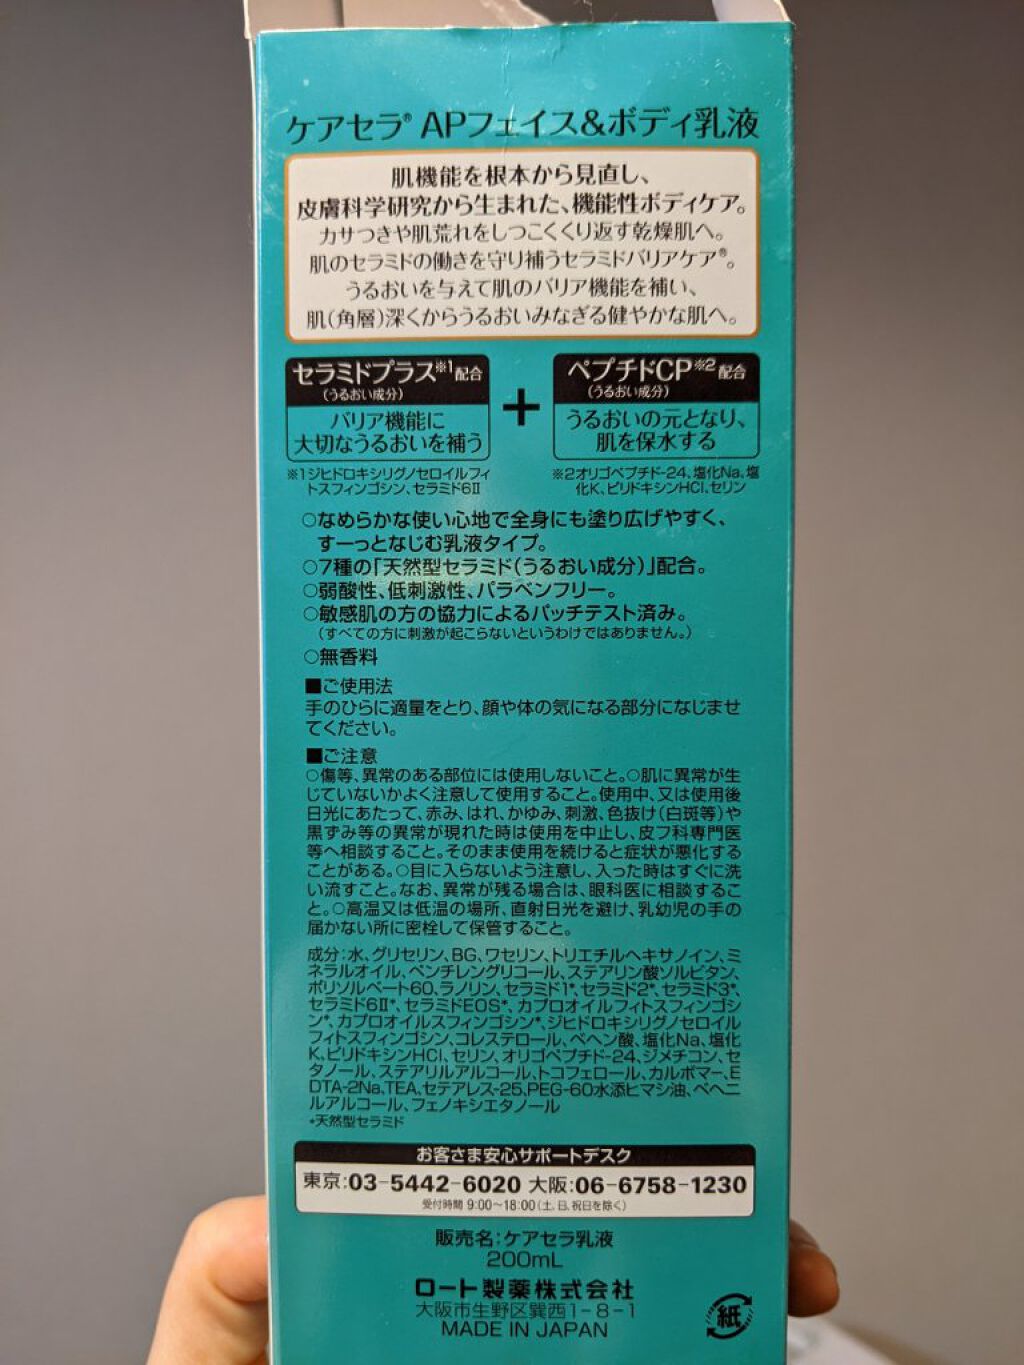 ケアセラ® APフェイス&ボディ乳液
肌機能を根本から見直し、
皮膚科学研究から生まれた、機能性ボディケア。
カサつきや肌荒れをしつこくくり返す乾燥肌へ。
肌のセラミドの働きを守り補うセラミドバリアケア®。
うるおいを与えて肌のバリア機能を補い、
肌(角層)深くからうるおいみなぎる健やかな肌へ。
セラミドプラス※1配合
(うるおい成分)
バリア機能に
大切なうるおいを補う
+
ペプチドCP※2配合
(うるおい成分)
うるおいの元となり、
肌を保水する
※1ジヒドロキシリグノセロイルフィ
トスフィンゴシン、セラミド6Ⅱ
※2オリゴペプチド-24、塩化Na、塩
化K、ピリドキシンHCl、セリン
○なめらかな使い心地で全身にも塗り広げやすく、
すーっとなじむ乳液タイプ。
○7種の「天然型セラミド(うるおい成分)」配合。
○弱酸性、低刺激性、パラベンフリー。
○敏感肌の方の協力によるパッチテスト済み。
(すべての方に刺激が起こらないというわけではありません。)
○無香料
■ご使用法
手のひらに適量をとり、顔や体の気になる部分になじませ
てください。
■ご注意
○傷等、異常のある部位には使用しないこと。○肌に異常が生
じていないかよく注意して使用すること。使用中、又は使用後
日光にあたって、赤み、はれ、かゆみ、刺激、色抜け(白斑等)や
黒ずみ等の異常が現れた時は使用を中止し、皮フ科専門医
等へ相談すること。そのまま使用を続けると症状が悪化する
ことがある。○目に入らないよう注意し、入った時はすぐに洗
い流すこと。なお、異常が残る場合は、眼科医に相談するこ
と。○高温又は低温の場所、直射日光を避け、乳幼児の手の
届かない所に密栓して保管すること。
成分:水、グリセリン、BG、ワセリン、トリエチルヘキサノイン、ミ
ネラルオイル、ペンチレングリコール、ステアリン酸ソルビタン、
ポリソルベート60、ラノリン、セラミド1*、セラミド2*、セラミド3*、
セラミド6Ⅱ*、セラミドEOS*、カプロオイルフィトスフィンゴシ
ン*、カプロオイルスフィンゴシン*、ジヒドロキシリグノセロイル
フィトスフィンゴシン、コレステロール、ベヘン酸、塩化Na、塩化
K、ピリドキシンHCl、セリン、オリゴペプチド-24、ジメチコン、セ
タノール、ステアリルアルコール、トコフェロール、カルボマー、E
DTA-2Na、TEA、セテアレス-25、PEG-60水添ヒマシ油、ベヘニ
ルアルコール、フェノキシエタノール
*天然型セラミド
お客さま安心サポートデスク
東京:03-5442-6020 大阪:06-6758-1230
受付時間 9:00～18:00(土、日、祝日を除く)
販売名:ケアセラ乳液
200mL
ロート製薬株式会社
大阪市生野区巽西1-8-1
MADE IN JAPAN
紙